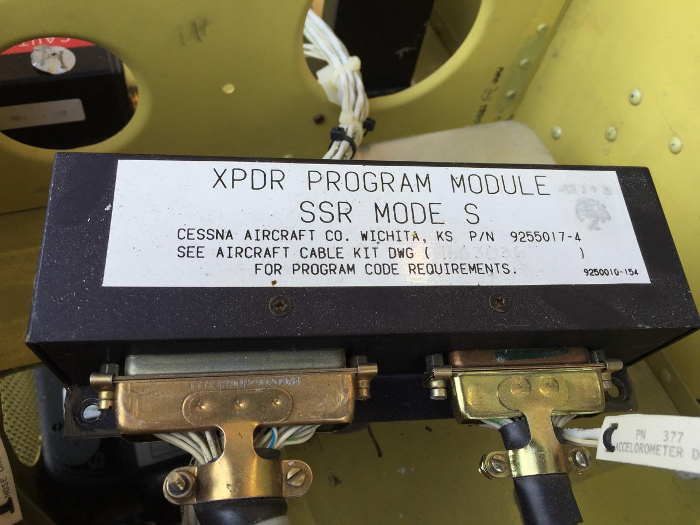 XPDR PROGRAM MODULE
SSR MODE S
CESSNA AIRCRAFT CO. WICHITA, KS P/N 9255017-4
SEE AIRCRAFT CABLE KIT DWG ( )
FOR PROGRAM CODE REQUIREMENTS.
9250010-154
PN 377
ACCELOROMETER D